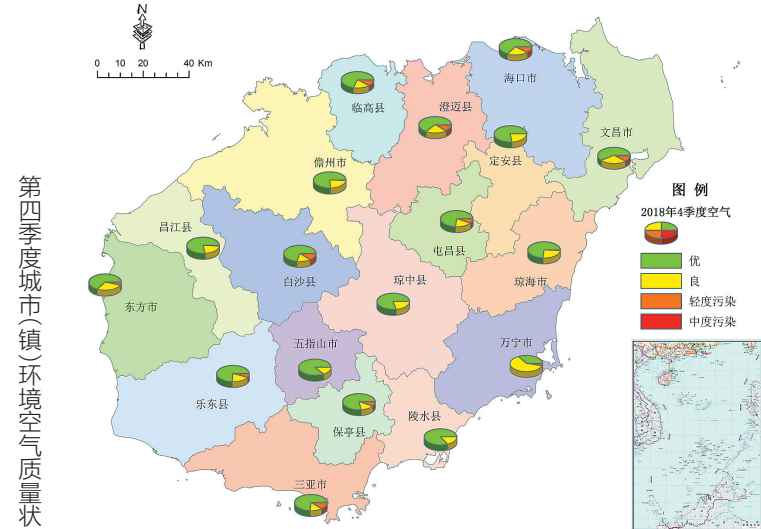 第四季度城市(镇)环境空气质量状
N
0 10 20 40 Km
海口市
临高县
澄迈县
文昌市
定安县
儋州市
屯昌县
昌江县
白沙县
琼中县
琼海市
东方市
五指山市
万宁市
乐东县
保亭县
陵水县
三亚市
图 例
2018年4季度空气
优
良
轻度污染
中度污染